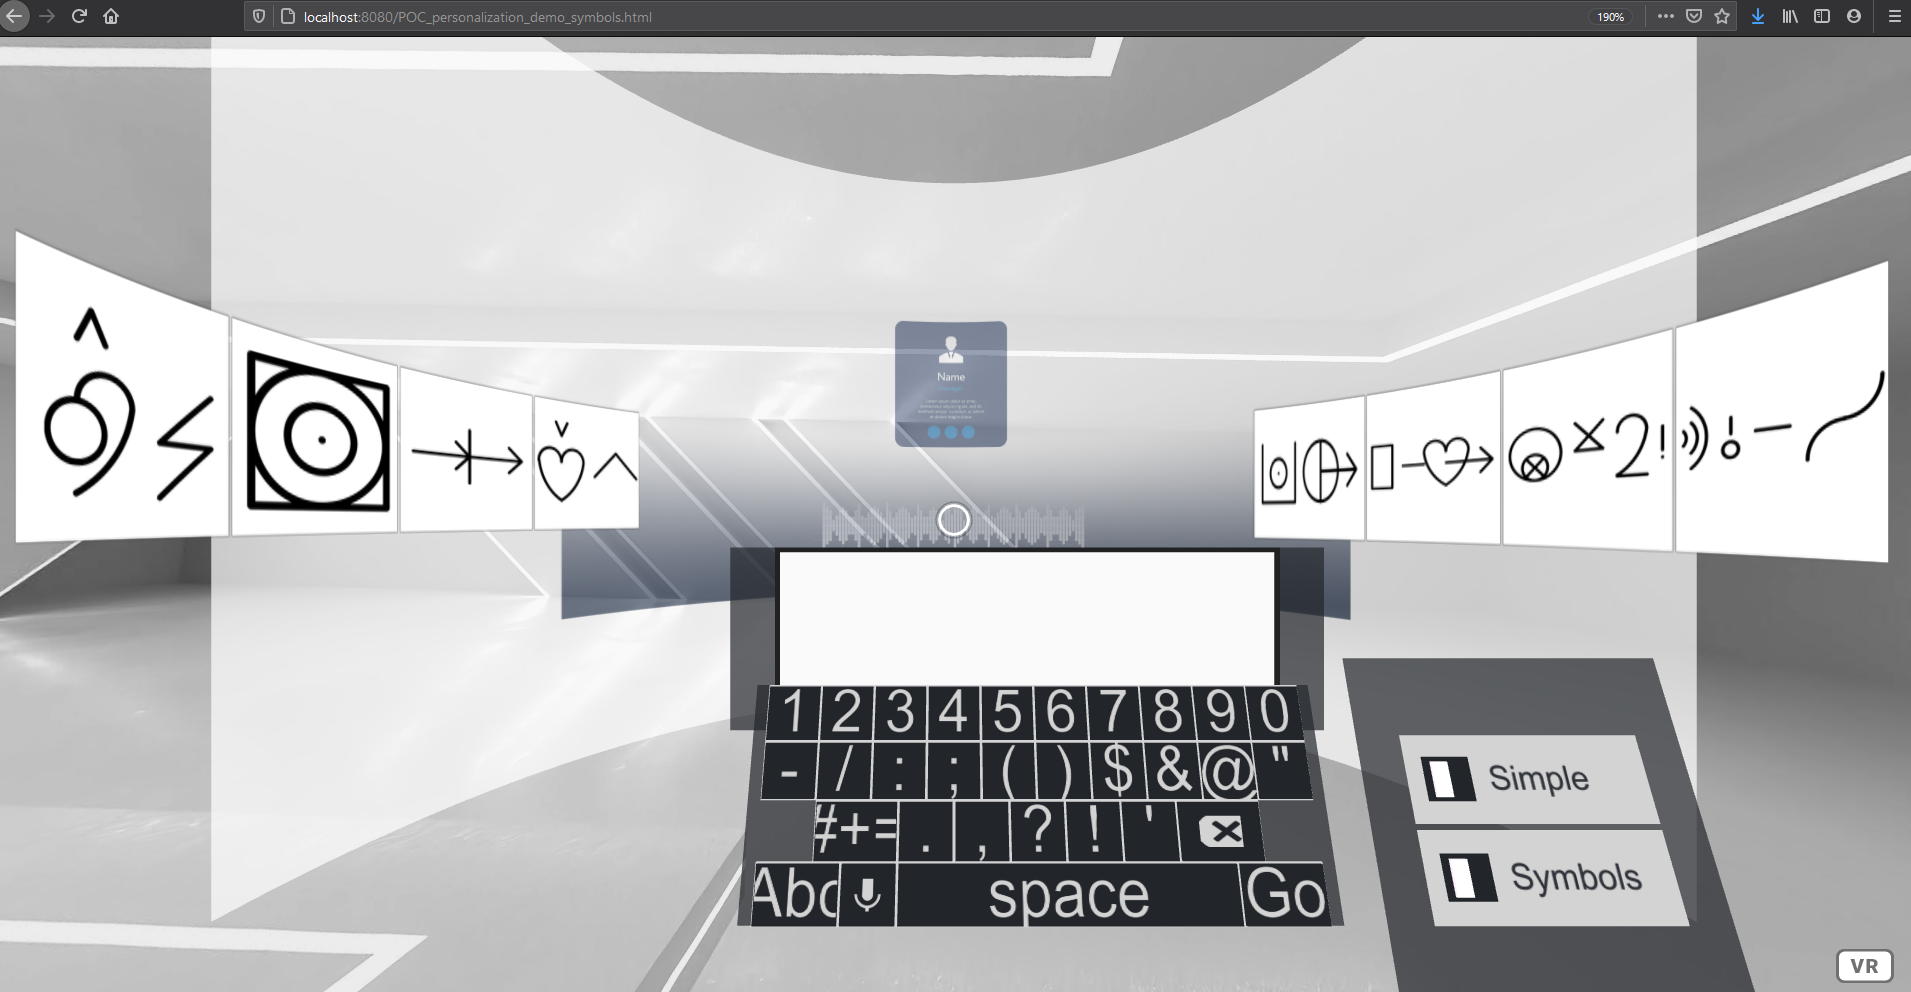 localhost:8080/POC_personalization_demo_symbols.html
190%
Name
2!
1 2 3 4 5 6 7 8 9 0
- / : ; ( ) $ & @ "
#+= . , ? ! '
Abc space Go
Simple
Symbols
VR